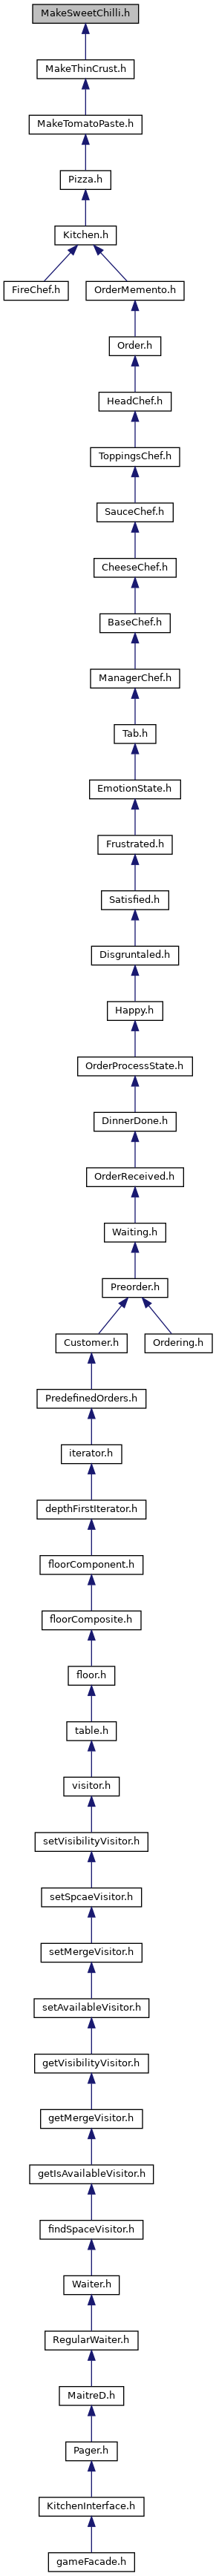 MakeSweetChilli.h
MakeThinCrust.h
MakeTomatoPaste.h
Pizza.h
Kitchen.h
FireChef.h
OrderMemento.h
Order.h
HeadChef.h
ToppingsChef.h
SauceChef.h
CheeseChef.h
BaseChef.h
ManagerChef.h
Tab.h
EmotionState.h
Frustrated.h
Satisfied.h
Disgruntaled.h
Happy.h
OrderProcessState.h
DinnerDone.h
OrderReceived.h
Waiting.h
Preorder.h
Customer.h
Ordering.h
PredefinedOrders.h
iterator.h
depthFirstIterator.h
floorComponent.h
floorComposite.h
floor.h
table.h
visitor.h
setVisibilityVisitor.h
setSpcaeVisitor.h
setMergeVisitor.h
setAvailableVisitor.h
getVisibilityVisitor.h
getMergeVisitor.h
getIsAvailableVisitor.h
findSpaceVisitor.h
Waiter.h
RegularWaiter.h
MaitreD.h
Pager.h
KitchenInterface.h
gameFacade.h